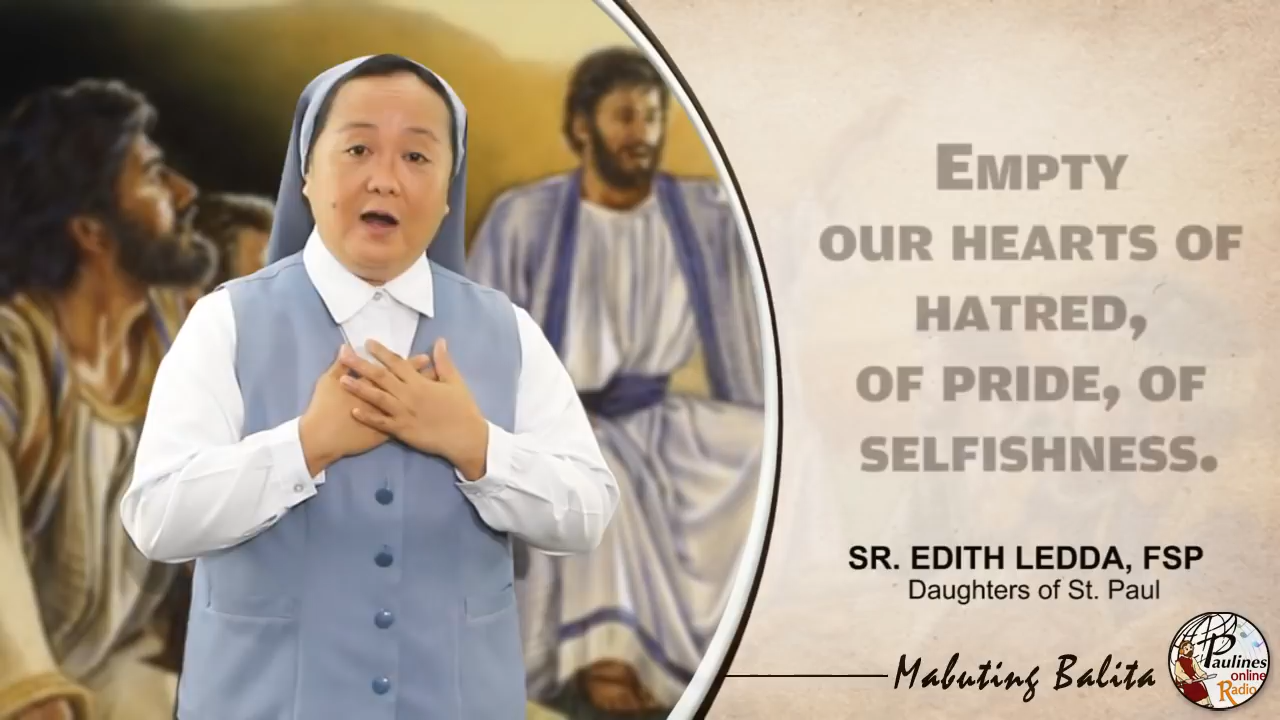 EMPTY
OUR HEARTS OF
HATRED,
OF PRIDE, OF
SELFISHNESS.
SR. EDITH LEDDA, FSP
Daughters of St. Paul
Mabuting Balita
Paulines
online
Radio